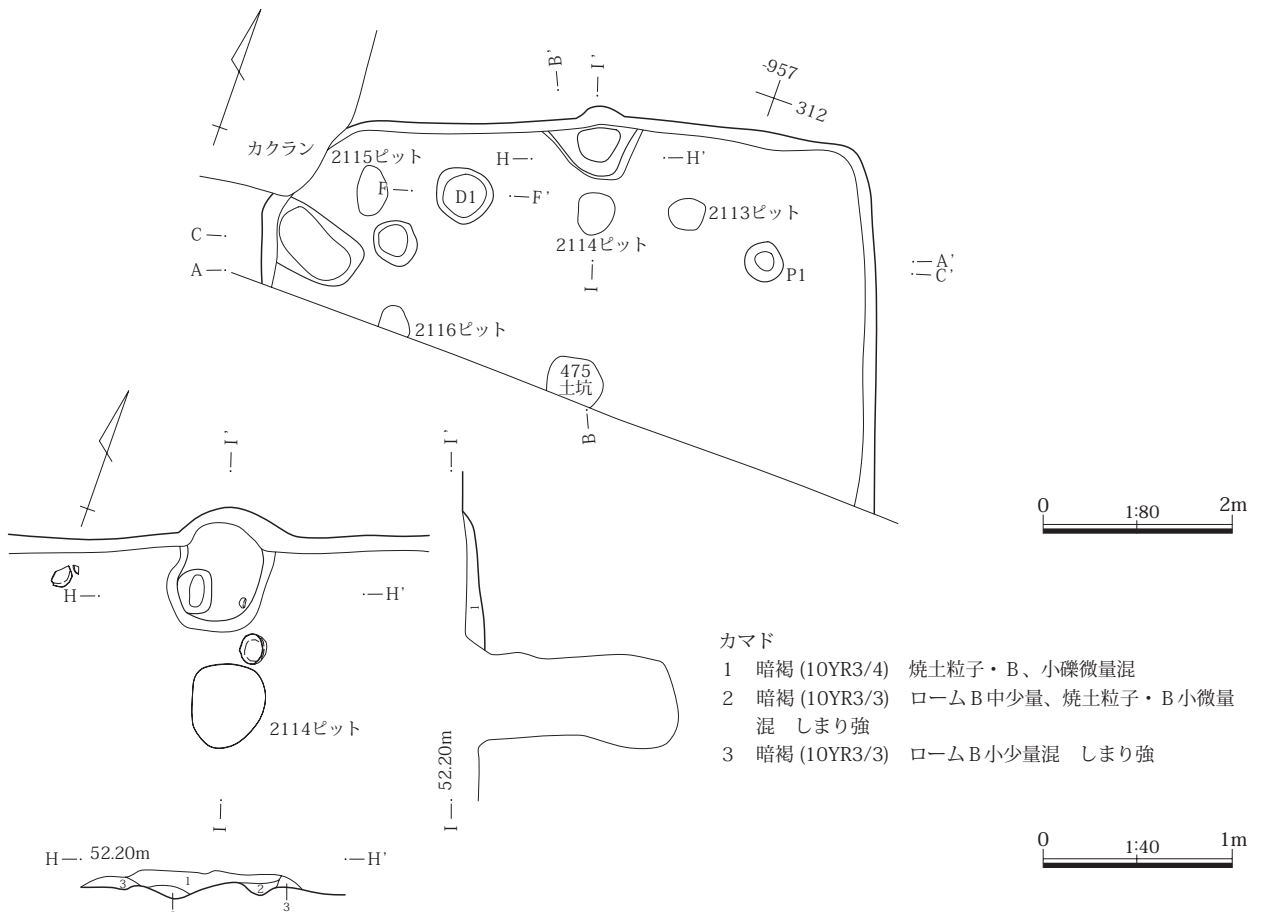 B'
I'
-957
312
カクラン
2115ピット
H
H'
F
D1
F'
2113ピット
C
2114ピット
A
A'
C'
I
P1
2116ピット
475
土坑
B
I'
I'
0
1:80
2m
H
H'
1
カマド
1 暗褐 (10YR3/4) 焼土粒子・B、小礫微量混
2 暗褐 (10YR3/3) ロームB中少量、焼土粒子・B小微量
混 しまり強
3 暗褐 (10YR3/3) ロームB小少量混 しまり強
2114ピット
52.20m
I
I
0
1:40
1m
H
52.20m
H'
3
1
2
3